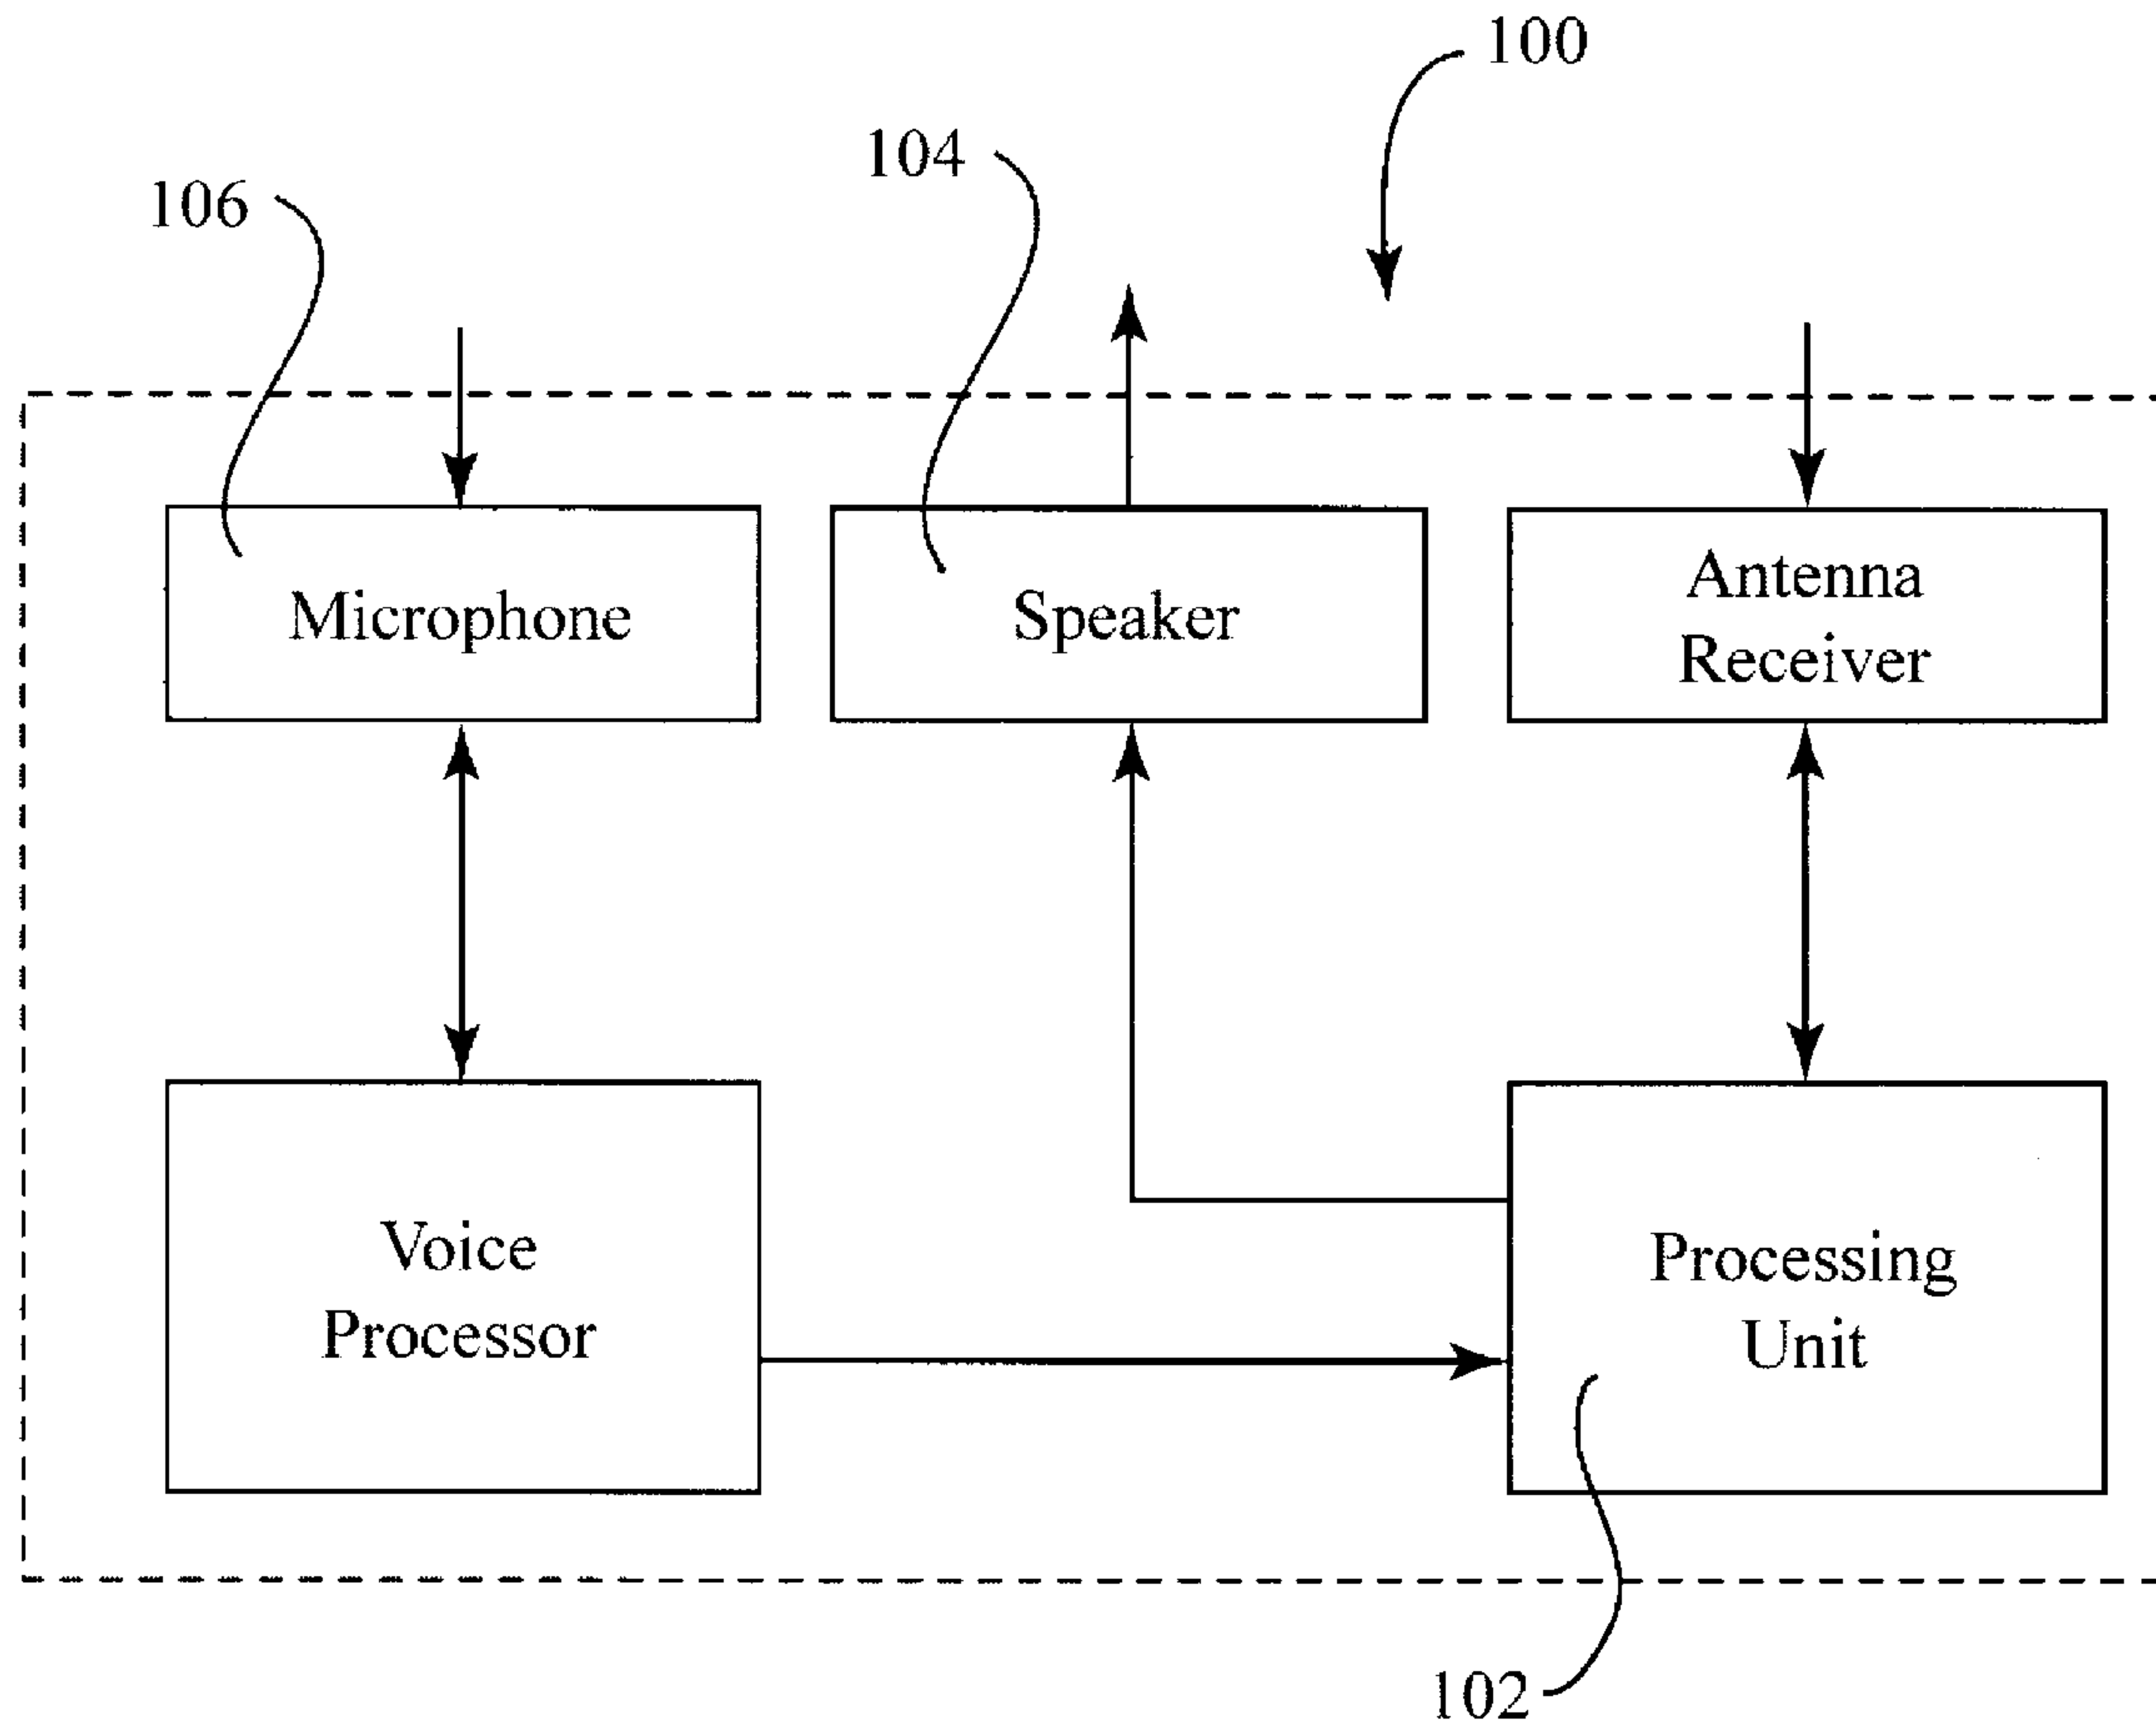 100
104
106
Microphone
Speaker
Antenna
Receiver
Voice
Processor
Processing
Unit
102